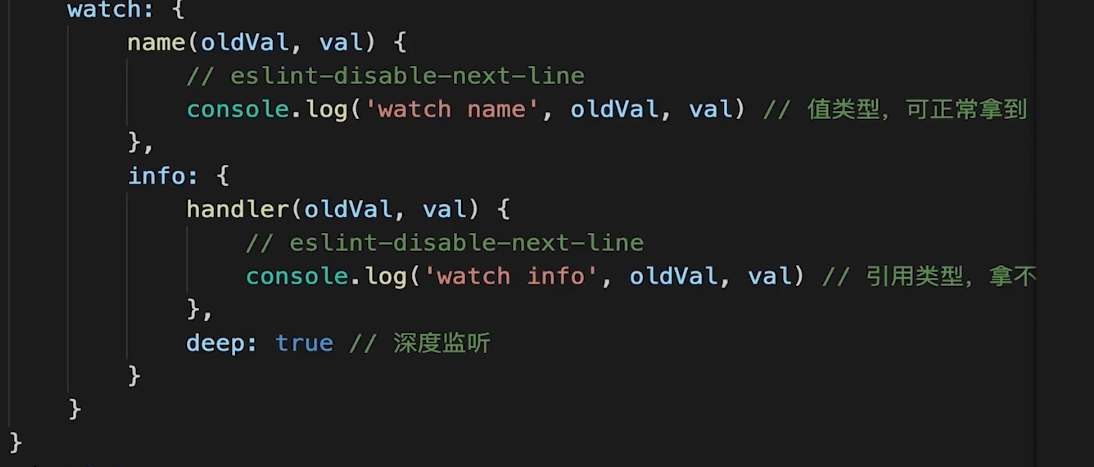 watch: {
name(oldVal, val) {
// eslint-disable-next-line
console.log('watch name', oldVal, val) // 值类型，可正常拿到
},
info: {
handler(oldVal, val) {
// eslint-disable-next-line
console.log('watch info', oldVal, val) // 引用类型，拿不
},
deep: true // 深度监听
}
}
}